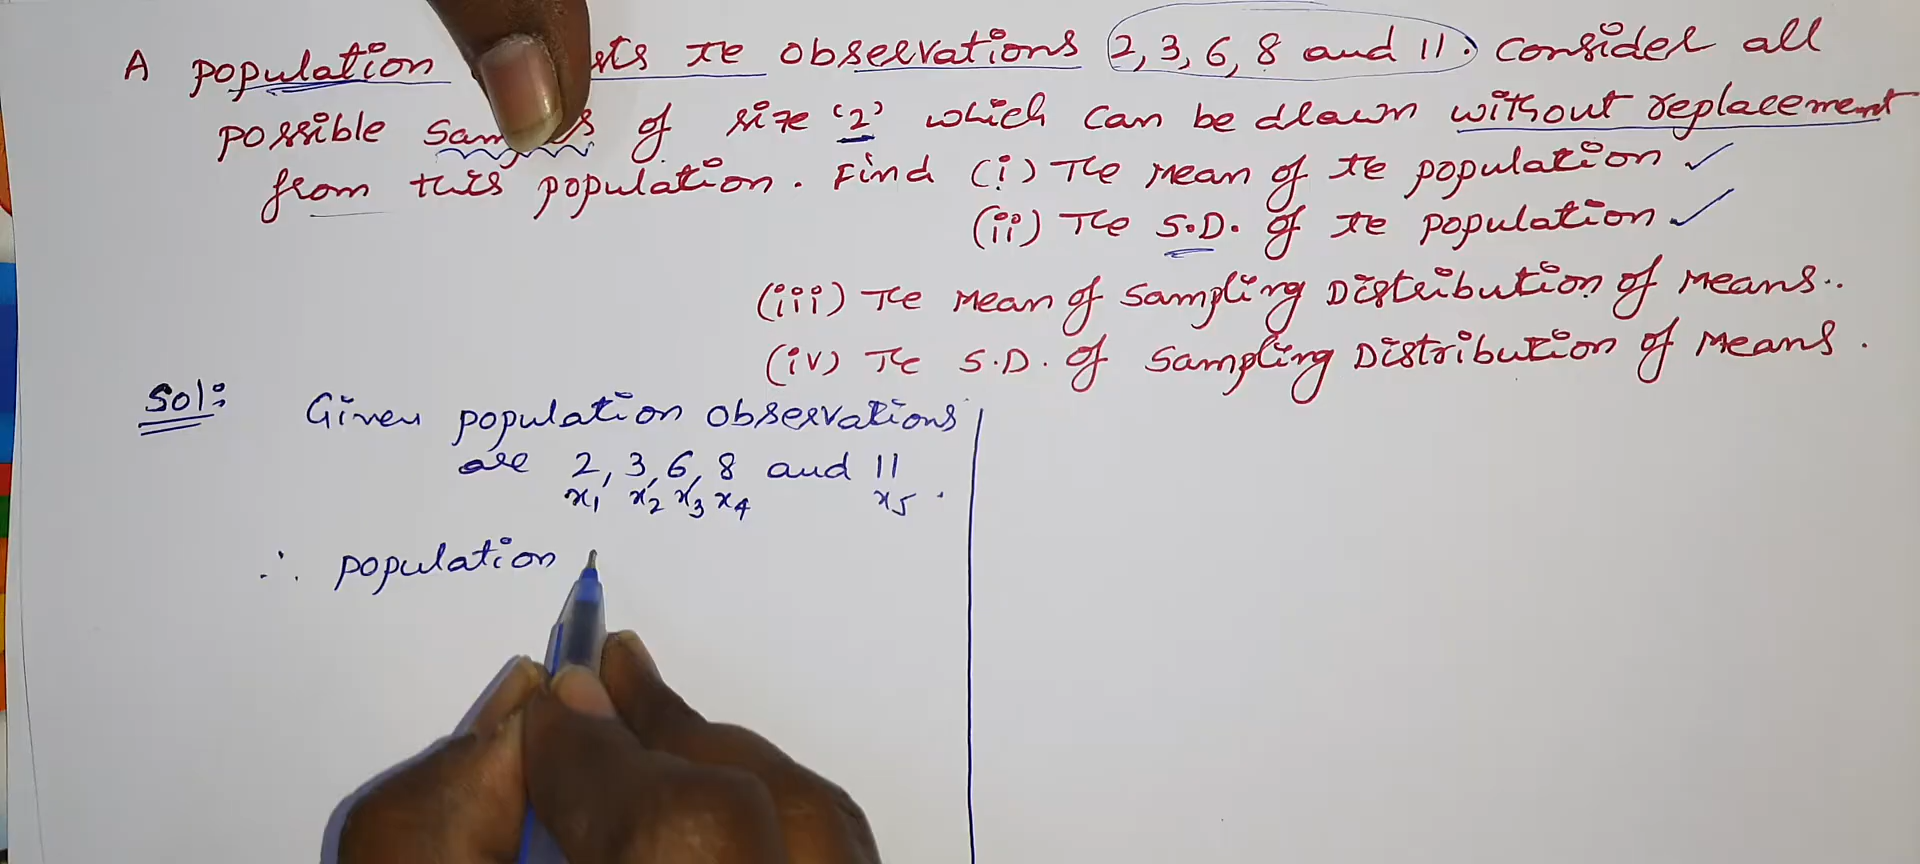 A population the observations 2, 3, 6, 8 and 11. Consider all
possible of size '2' which can be drawn without replacement
from this population. Find (i) The Mean of the population ✓
(ii) The S.D. of the population ✓
(iii) The Mean of Sampling Distribution of Means..
(iv) The S.D. of Sampling Distribution of Means.
Sol: Given population observations
are 2, 3, 6, 8 and 11
x₁ x₂ x₃ x₄ x₅ .
∴ population